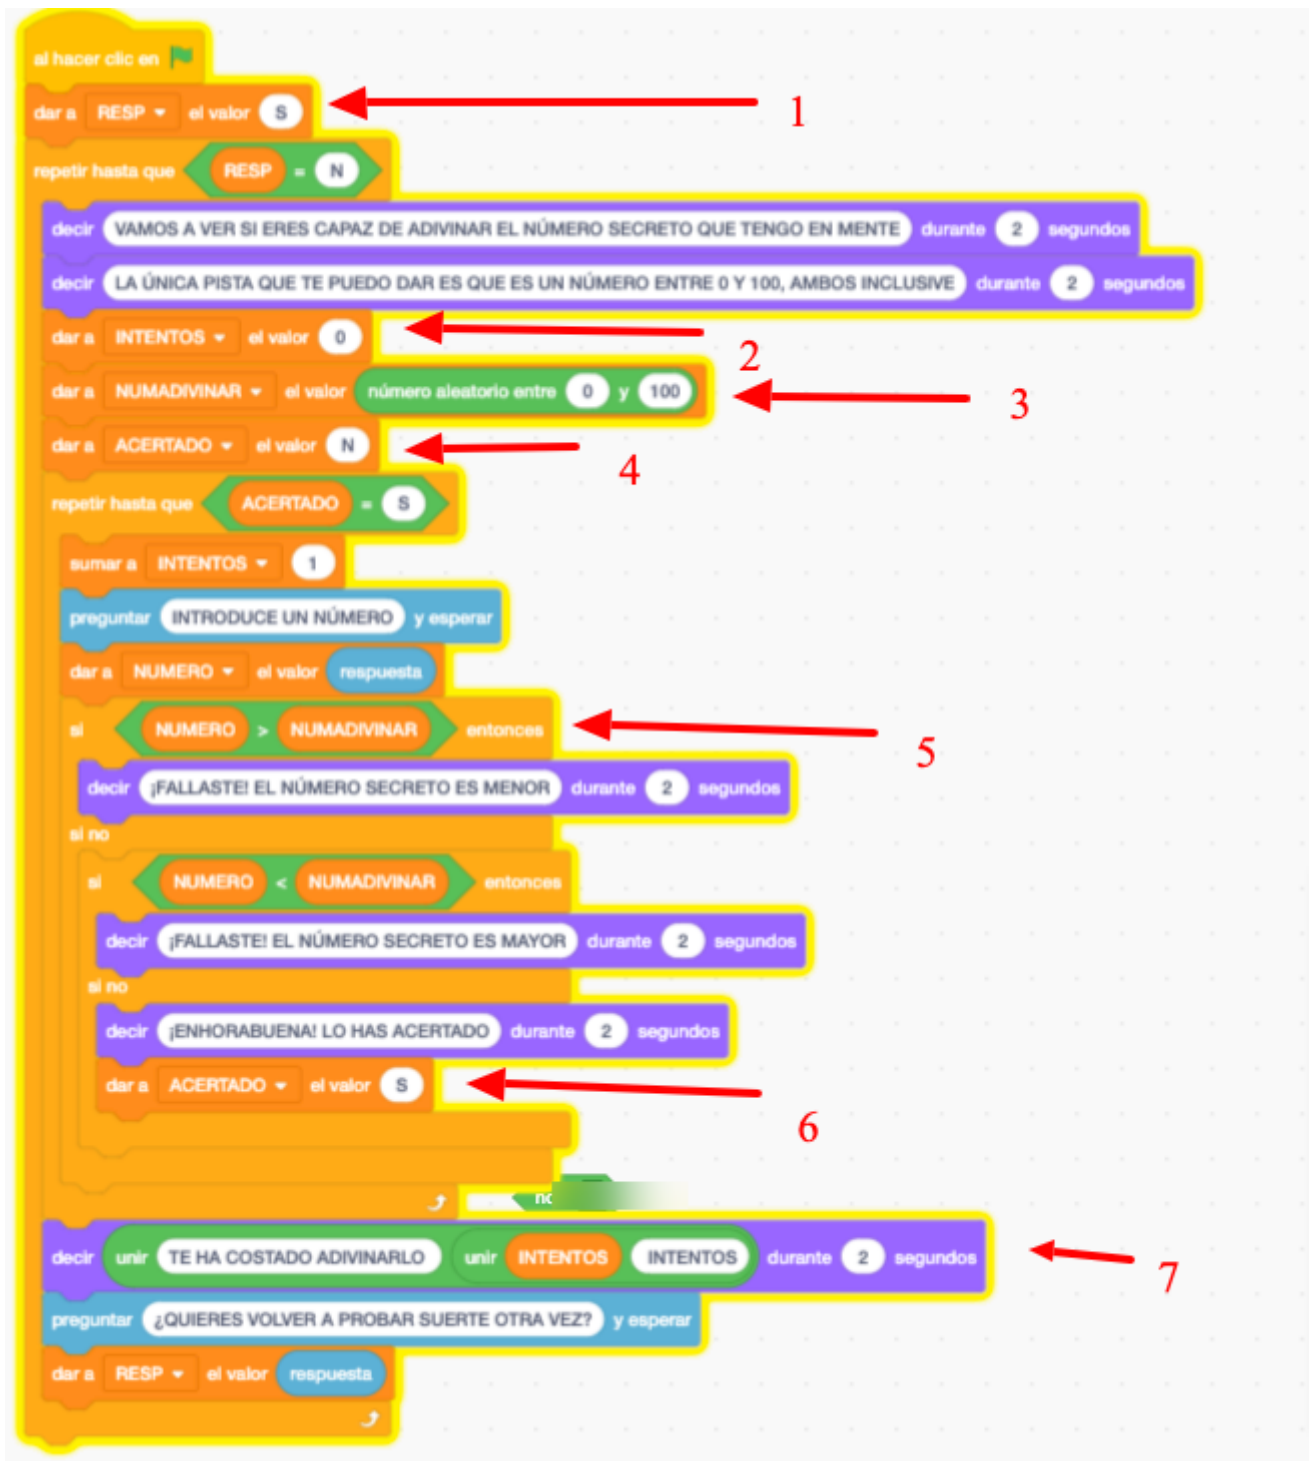 al hacer clic en
dar a RESP el valor S
1
repetir hasta que RESP = N
decir VAMOS A VER SI ERES CAPAZ DE ADIVINAR EL NÚMERO SECRETO QUE TENGO EN MENTE durante 2 segundos
decir LA ÚNICA PISTA QUE TE PUEDO DAR ES QUE ES UN NÚMERO ENTRE 0 Y 100, AMBOS INCLUSIVE durante 2 segundos
dar a INTENTOS el valor 0
2
dar a NUMADIVINAR el valor número aleatorio entre 0 y 100
3
dar a ACERTADO el valor N
4
repetir hasta que ACERTADO = S
sumar a INTENTOS 1
preguntar INTRODUCE UN NÚMERO y esperar
dar a NUMERO el valor respuesta
si NUMERO > NUMADIVINAR entonces
5
decir ¡FALLASTE! EL NÚMERO SECRETO ES MENOR durante 2 segundos
si no
si NUMERO < NUMADIVINAR entonces
decir ¡FALLASTE! EL NÚMERO SECRETO ES MAYOR durante 2 segundos
si no
decir ¡ENHORABUENA! LO HAS ACERTADO durante 2 segundos
dar a ACERTADO el valor S
6
decir unir TE HA COSTADO ADIVINARLO unir INTENTOS INTENTOS durante 2 segundos
7
preguntar ¿QUIERES VOLVER A PROBAR SUERTE OTRA VEZ? y esperar
dar a RESP el valor respuesta